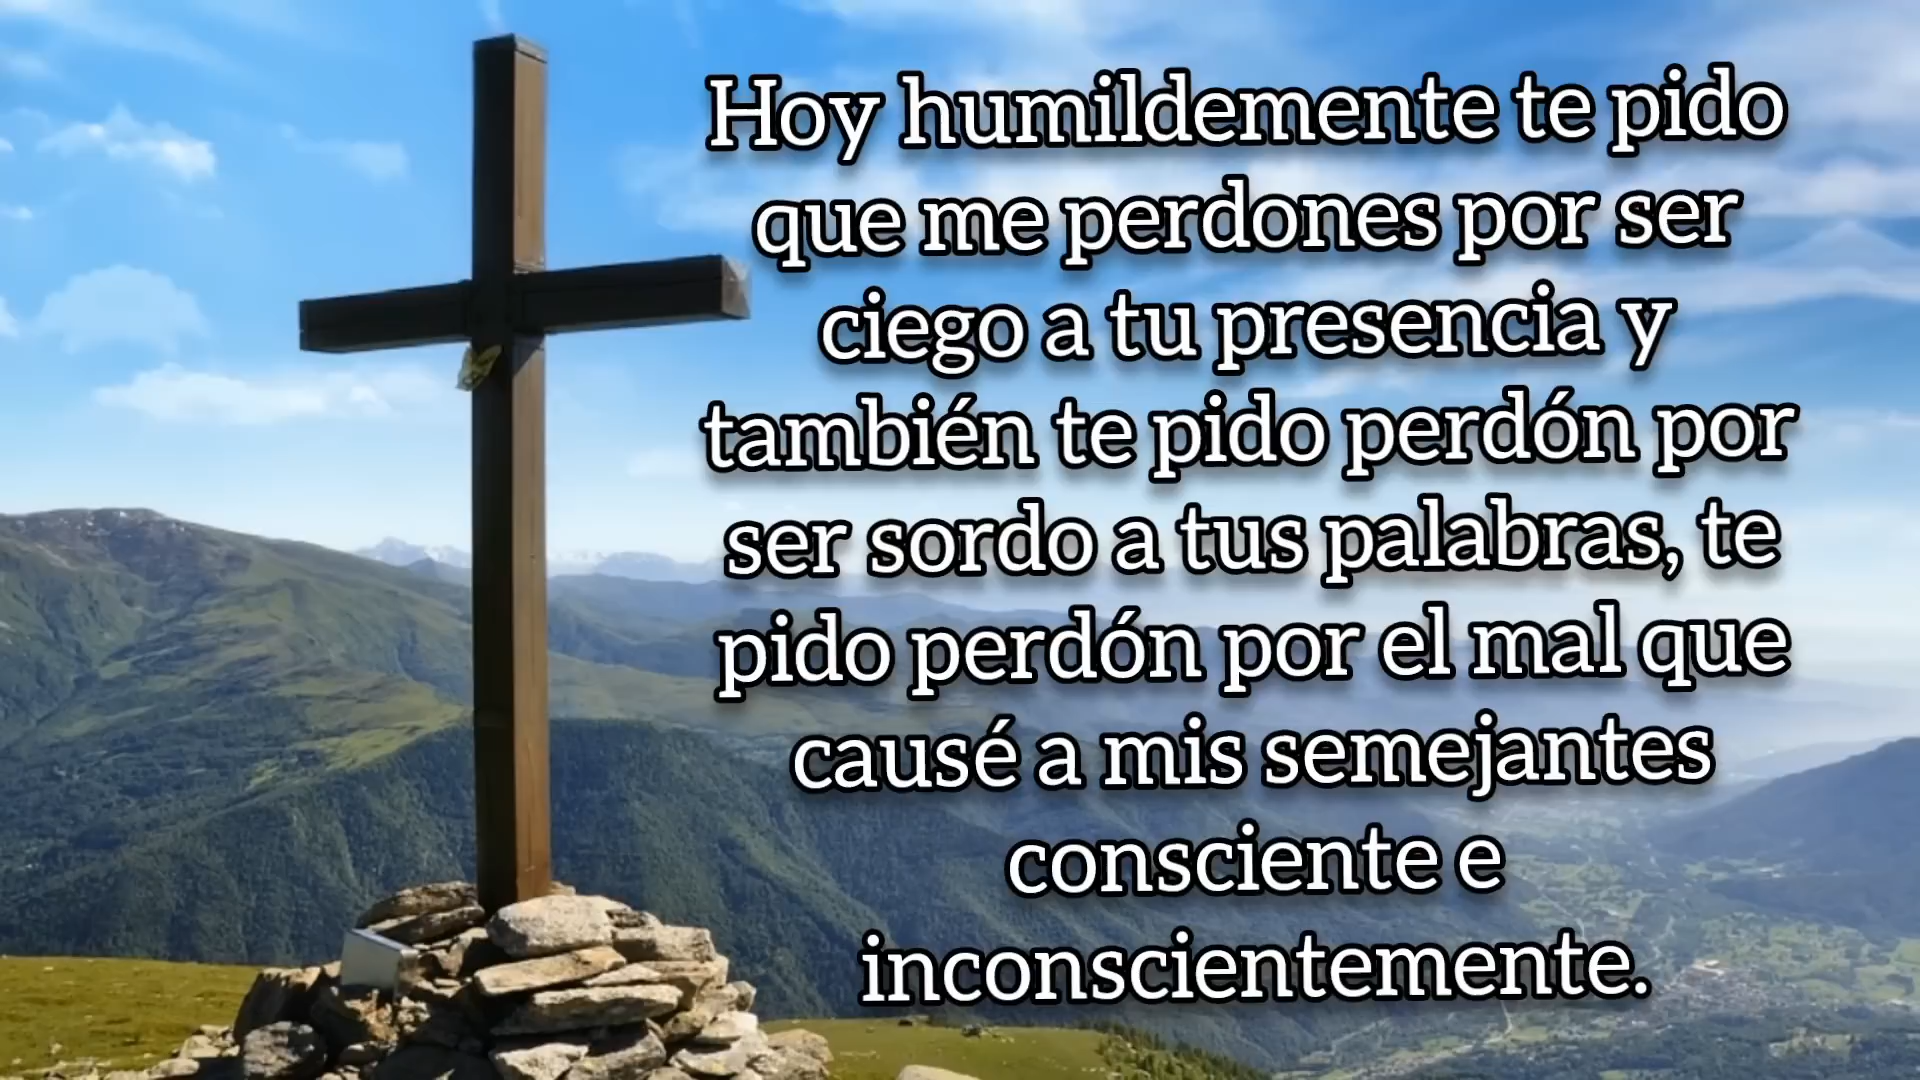 Hoy humildemente te pido
que me perdones por ser
ciego a tu presencia y
también te pido perdón por
ser sordo a tus palabras, te
pido perdón por el mal que
causé a mis semejantes
consciente e
inconscientemente.